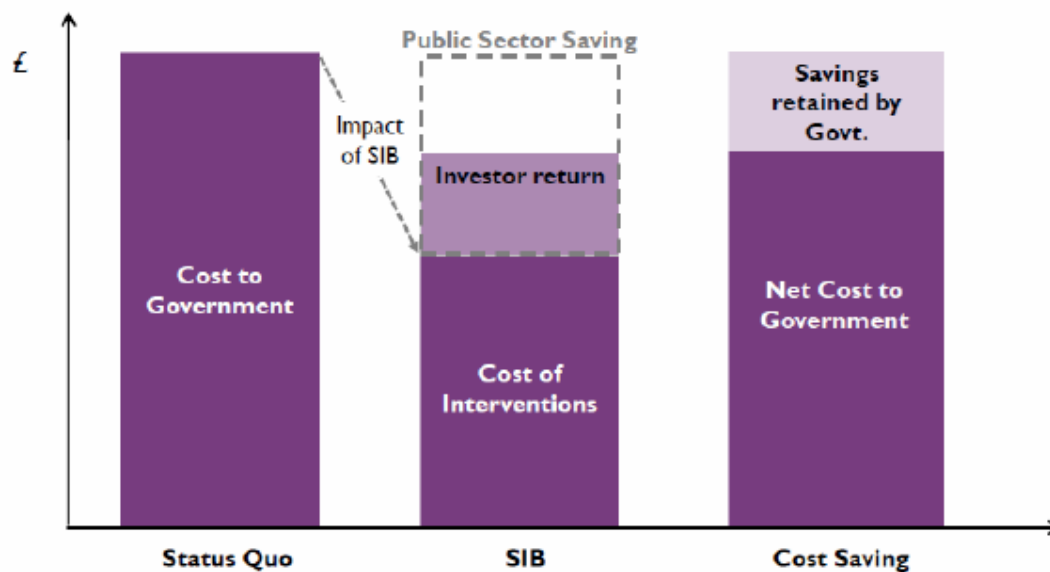 £
Public Sector Saving
Savings
retained by
Govt.
Impact
of SIB
Investor return
Cost to
Government
Net Cost to
Government
Cost of
Interventions
Status Quo
SIB
Cost Saving